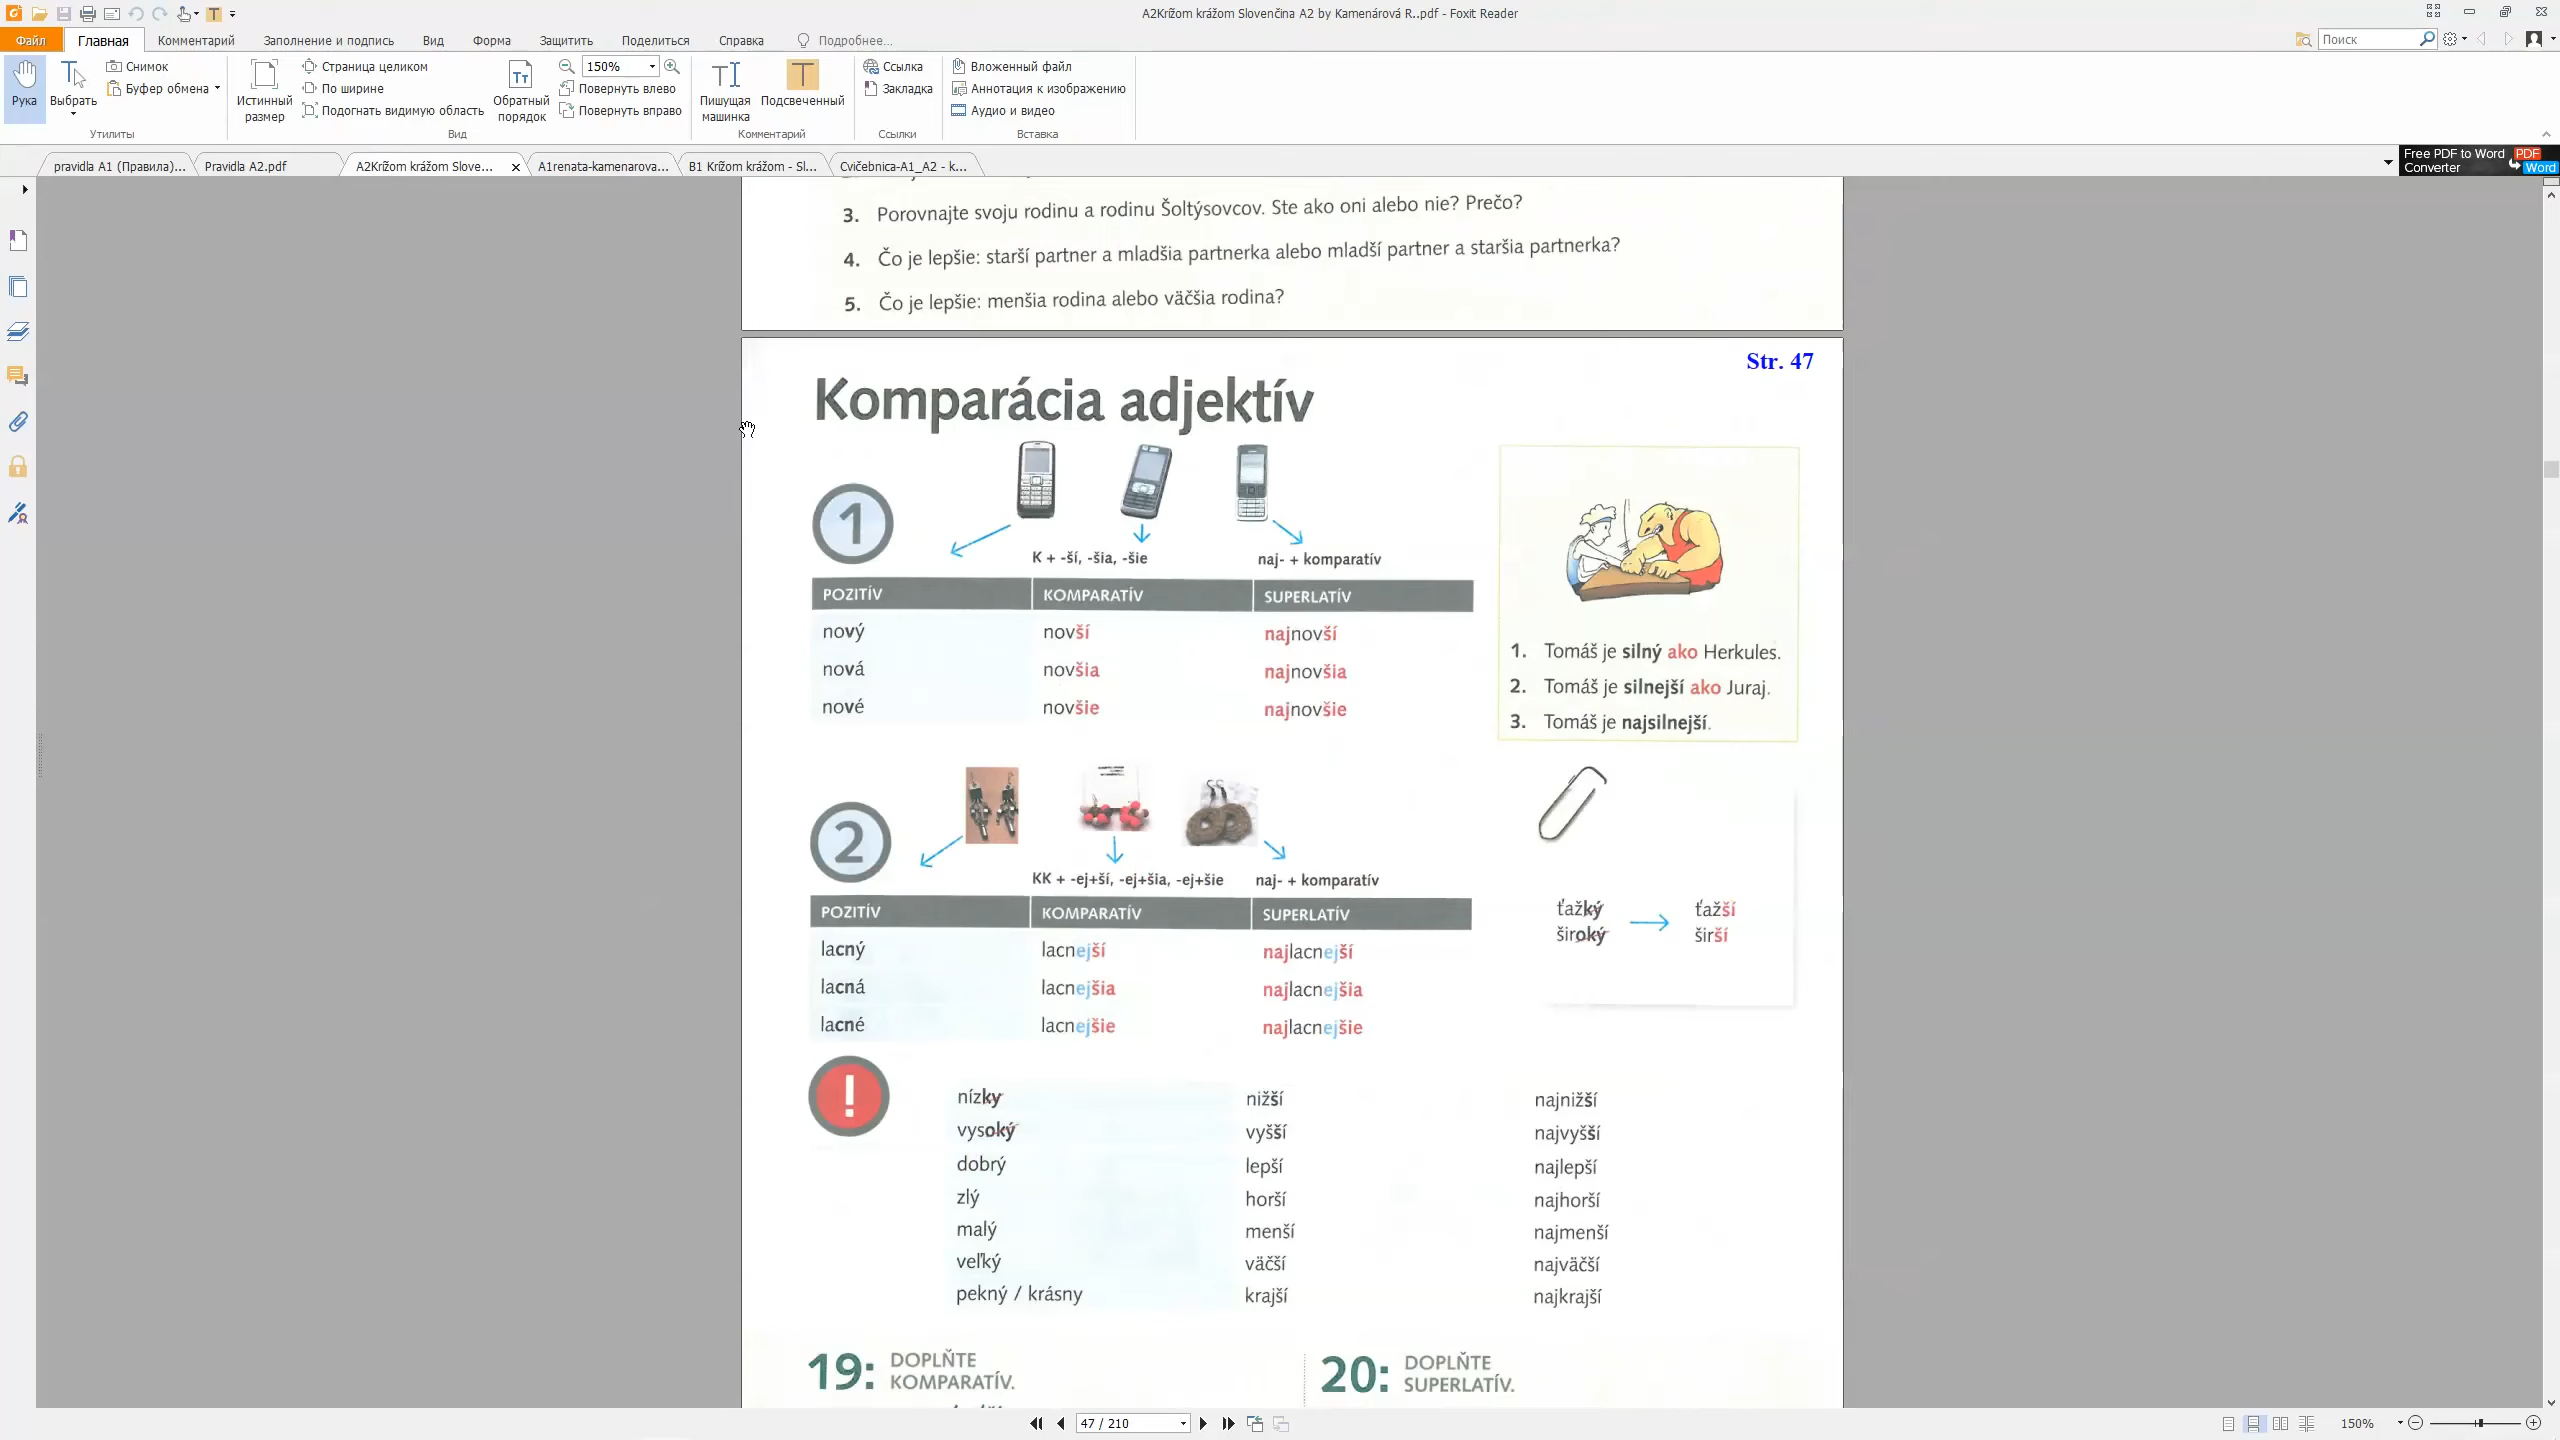 A2Krížom krážom Slovenčina A2 by Kamenárová R..pdf - Foxit Reader
Файл Главная Комментарий Заполнение и подпись Вид Форма Защитить Поделиться Справка Подробнее... Поиск
Рука Выбрать Снимок Буфер обмена
Утилиты
Истинный размер Страница целиком По ширине Подогнать видимую область Обратный порядок 150% Повернуть влево Повернуть вправо
Вид
Пишущая машинка Подсвеченный
Комментарий
Ссылка Закладка
Ссылки
Вложенный файл Аннотация к изображению Аудио и видео
Вставка
pravidla A1 (Правила)... Pravidla A2.pdf A2Krížom krážom Slove... A1renata-kamenarova... B1 Krížom krážom - Sl... Cvičebnica-A1_A2 - k...
Free PDF to Word Converter PDF Word
3. Porovnajte svoju rodinu a rodinu Šoltýsovcov. Ste ako oni alebo nie? Prečo?
4. Čo je lepšie: starší partner a mladšia partnerka alebo mladší partner a staršia partnerka?
5. Čo je lepšie: menšia rodina alebo väčšia rodina?
Str. 47
Komparácia adjektív
1
K + -ší, -šia, -šie naj- + komparatív
POZITÍV KOMPARATÍV SUPERLATÍV
nový novší najnovší
nová novšia najnovšia
nové novšie najnovšie
1. Tomáš je silný ako Herkules.
2. Tomáš je silnejší ako Juraj.
3. Tomáš je najsilnejší.
2
KK + -ej+ší, -ej+šia, -ej+šie naj- + komparatív
POZITÍV KOMPARATÍV SUPERLATÍV
lacný lacnejší najlacnejší
lacná lacnejšia najlacnejšia
lacné lacnejšie najlacnejšie
ťažký ťažší
široký širší
!
nízky nižší najnižší
vysoký vyšší najvyšší
dobrý lepší najlepší
zlý horší najhorší
malý menší najmenší
veľký väčší najväčší
pekný / krásny krajší najkrajší
19: DOPLŇTE KOMPARATÍV.
20: DOPLŇTE SUPERLATÍV.
47 / 210
150%